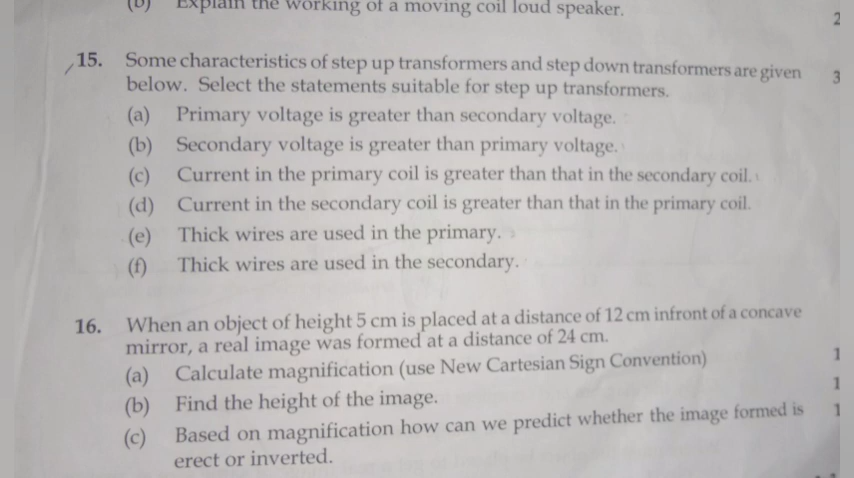 (b) Explain the working of a moving coil loud speaker.
2
15. Some characteristics of step up transformers and step down transformers are given 3
below. Select the statements suitable for step up transformers.
(a) Primary voltage is greater than secondary voltage.
(b) Secondary voltage is greater than primary voltage.
(c) Current in the primary coil is greater than that in the secondary coil.
(d) Current in the secondary coil is greater than that in the primary coil.
(e) Thick wires are used in the primary.
(f) Thick wires are used in the secondary.
16. When an object of height 5 cm is placed at a distance of 12 cm infront of a concave
mirror, a real image was formed at a distance of 24 cm.
(a) Calculate magnification (use New Cartesian Sign Convention) 1
(b) Find the height of the image. 1
(c) Based on magnification how can we predict whether the image formed is 1
erect or inverted.